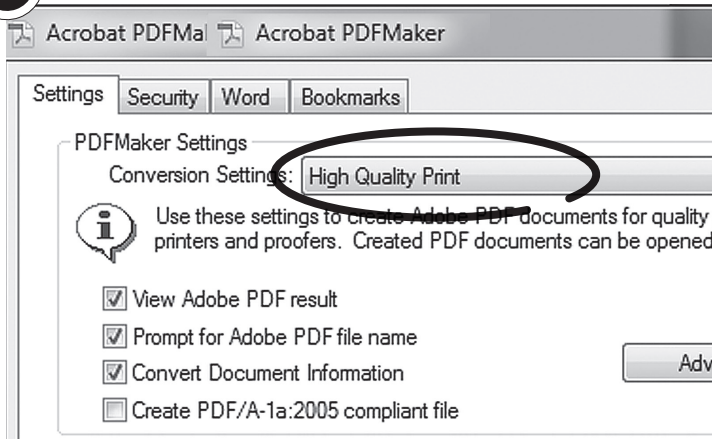 Acrobat PDFMa Acrobat PDFMaker
Settings Security Word Bookmarks
PDFMaker Settings
Conversion Settings: High Quality Print
Use these settings to create Adobe PDF documents for quality
printers and proofers. Created PDF documents can be opened
View Adobe PDF result
Prompt for Adobe PDF file name
Convert Document Information
Adv
Create PDF/A-1a:2005 compliant file